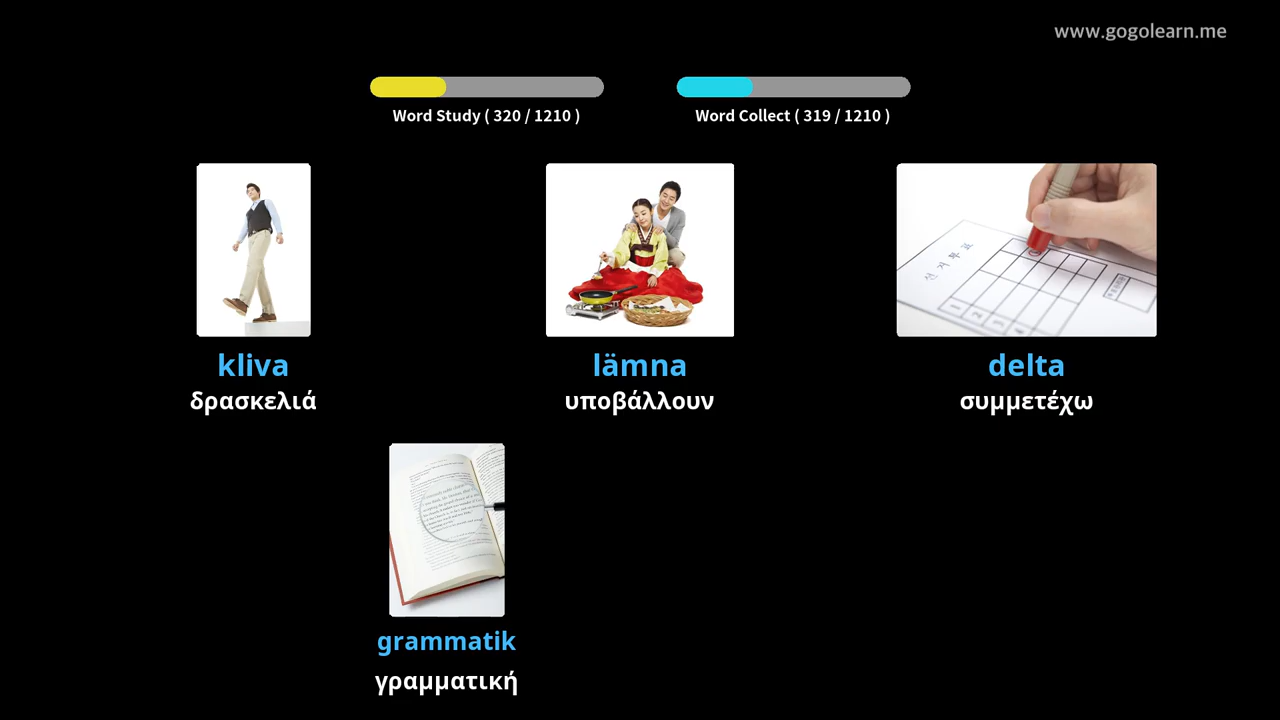 www.gogolearn.me
Word Study ( 320 / 1210 )
Word Collect ( 319 / 1210 )
kliva
lämna
delta
δρασκελιά
υποβάλλουν
συμμετέχω
grammatik
γραμματική